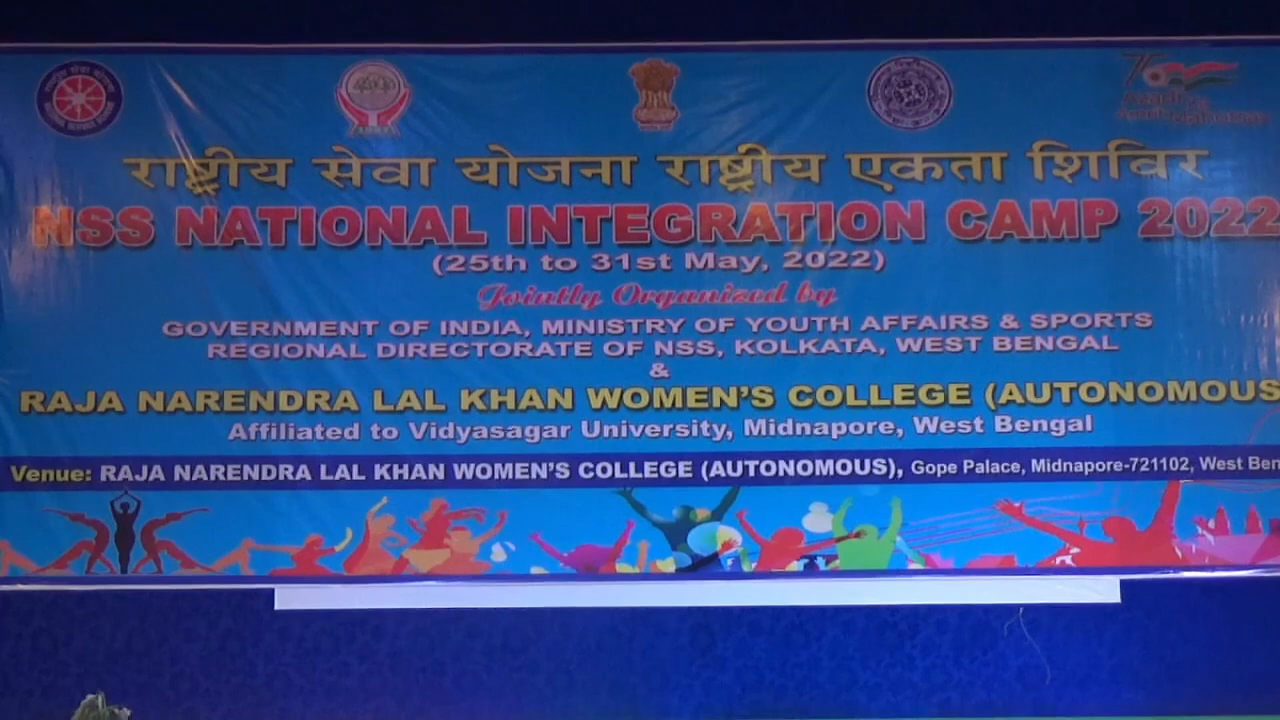 राष्ट्रीय सेवा योजना राष्ट्रीय एकता शिविर
NSS NATIONAL INTEGRATION CAMP 2022
(25th to 31st May, 2022)
Jointly Organized by
GOVERNMENT OF INDIA, MINISTRY OF YOUTH AFFAIRS & SPORTS
REGIONAL DIRECTORATE OF NSS, KOLKATA, WEST BENGAL
&
RAJA NARENDRA LAL KHAN WOMEN'S COLLEGE (AUTONOMOUS
Affiliated to Vidyasagar University, Midnapore, West Bengal
Venue: RAJA NARENDRA LAL KHAN WOMEN'S COLLEGE (AUTONOMOUS), Gope Palace, Midnapore-721102, West Ben